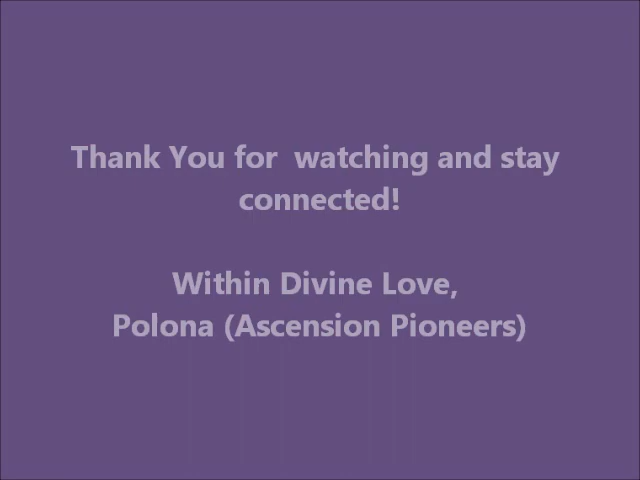 Thank You for  watching and stay
connected!
Within Divine Love,
Polona (Ascension Pioneers)